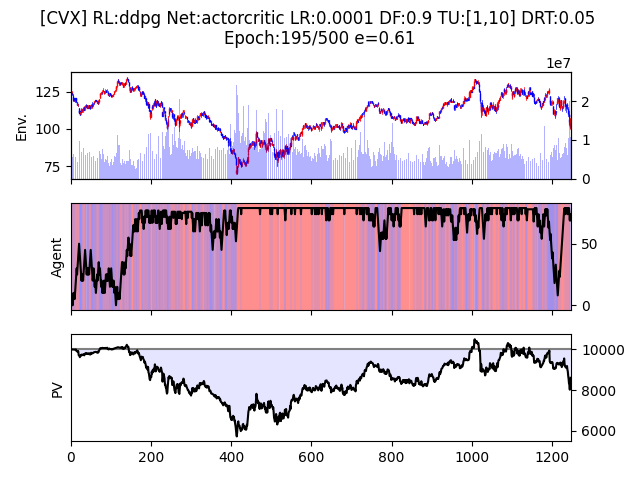 [CVX] RL:ddpg Net:actorcritic LR:0.0001 DF:0.9 TU:[1,10] DRT:0.05
Epoch:195/500 e=0.61
1e7
Env.
125
100
75
2
1
0
Agent
50
0
PV
10000
8000
6000
0 200 400 600 800 1000 1200